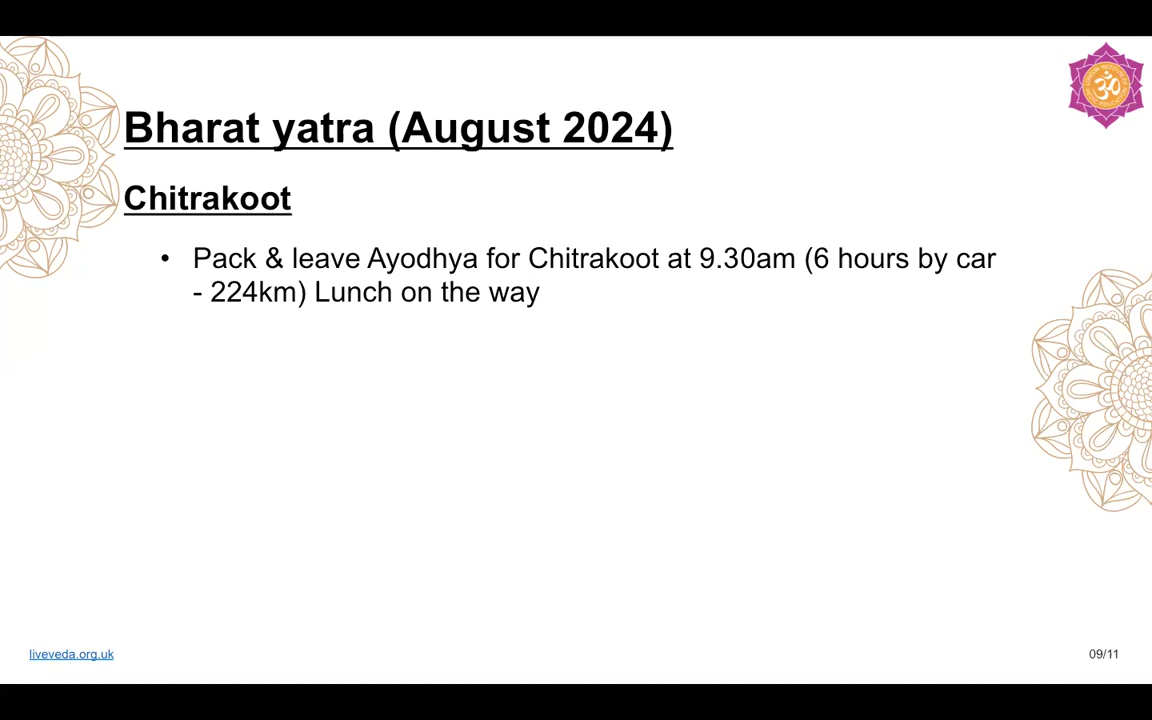 Bharat yatra (August 2024)
Chitrakoot
• Pack & leave Ayodhya for Chitrakoot at 9.30am (6 hours by car
- 224km) Lunch on the way
liveveda.org.uk
09/11
ॐ